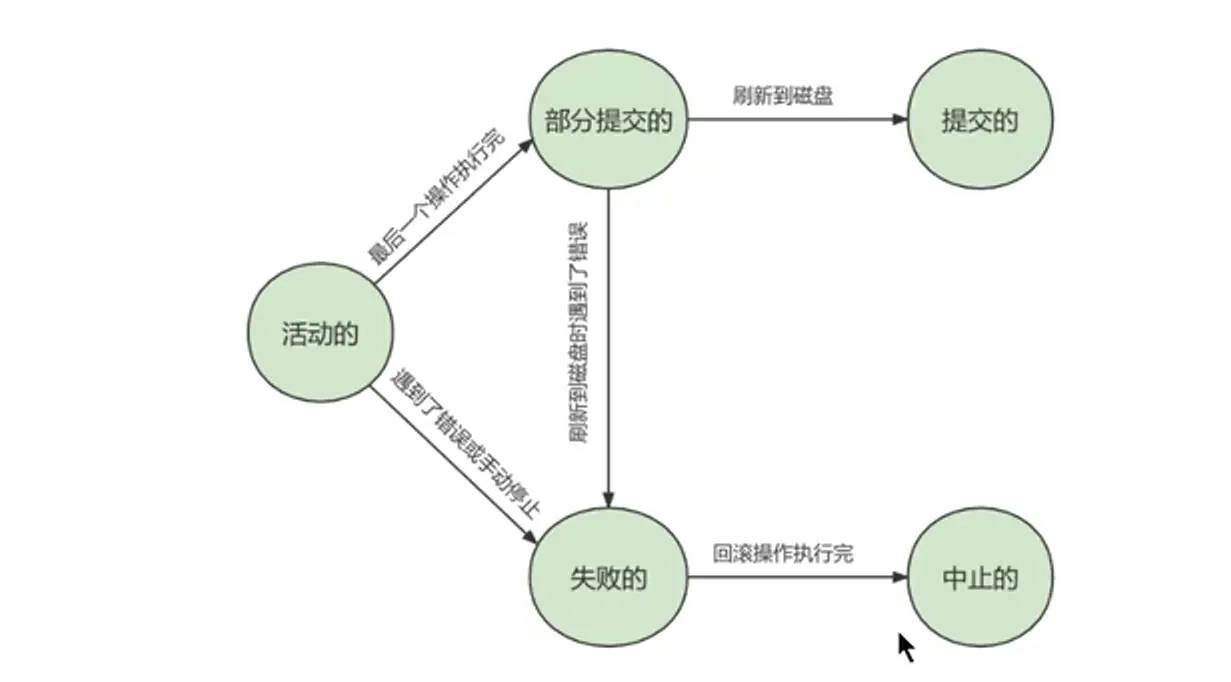 部分提交的
刷新到磁盘
提交的
最后一个操作执行完
刷新到磁盘时遇到了错误
活动的
遇到了错误或手动停止
失败的
回滚操作执行完
中止的